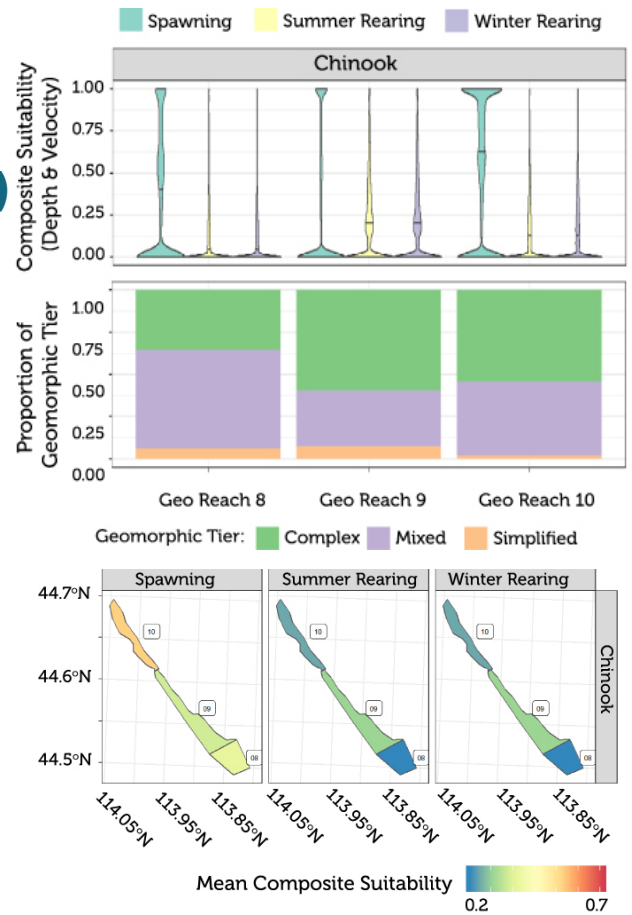 Spawning Summer Rearing Winter Rearing
Chinook
Composite Suitability
(Depth & Velocity)
1.00
0.75
0.50
0.25
0.00
Proportion of
Geomorphic Tier
1.00
0.75
0.50
0.25
0.00
Geo Reach 8 Geo Reach 9 Geo Reach 10
Geomorphic Tier: Complex Mixed Simplified
Spawning Summer Rearing Winter Rearing
Chinook
44.7°N
44.6°N
44.5°N
10
09
08
10
09
08
10
09
08
114.05°N 113.95°N 113.85°N
114.05°N 113.95°N 113.85°N
114.05°N 113.95°N 113.85°N
Mean Composite Suitability
0.2 0.7